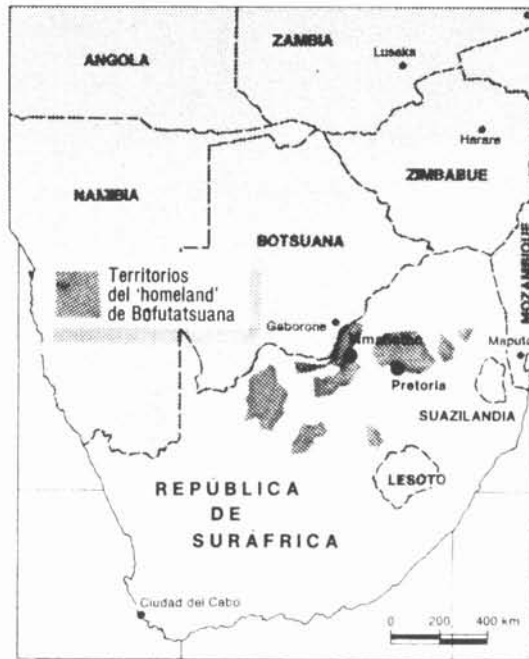 ZAMBIA
Lusaka
ANGOLA
Harare
ZIMBABUE
NAMIBIA
BOTSUANA
MOZAMBIQUE
Territorios
del 'homeland'
de Bofutatsuana
Gaborone
Maputo
Pretoria
SUAZILANDIA
LESOTO
REPÚBLICA
DE
SURÁFRICA
Ciudad del Cabo
0 200 400 km